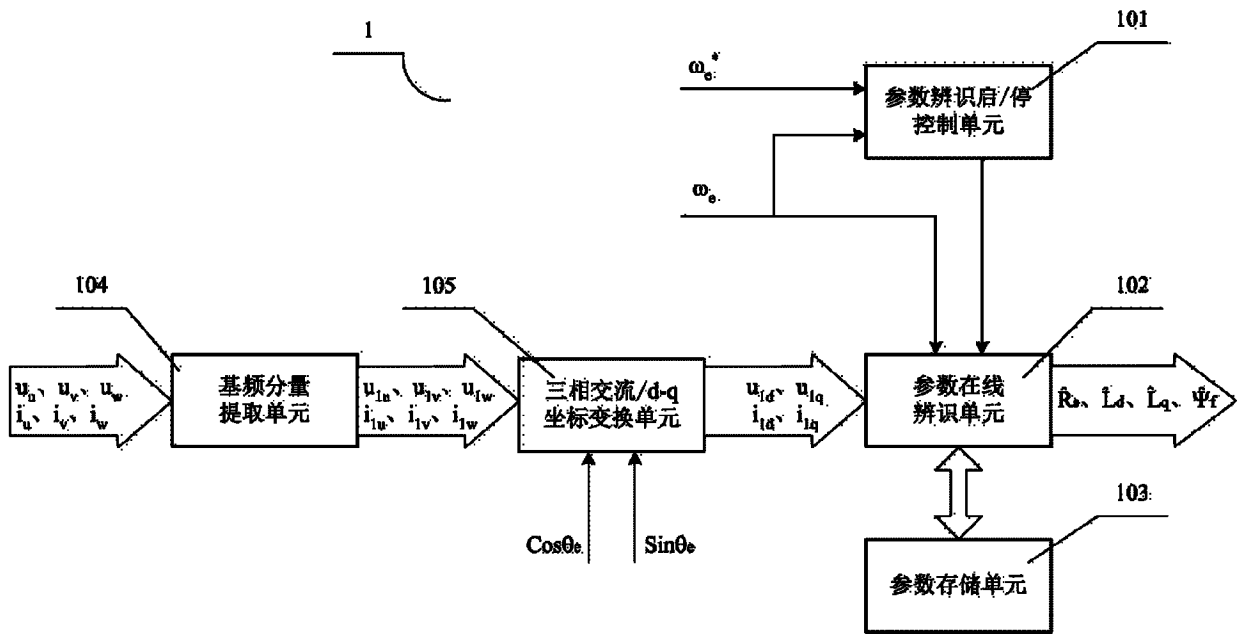 1
101
ωe*
参数辨识启/停
控制单元
ωe
104
105
102
uu、uv、uw
iu、iv、iw
基频分量
提取单元
u1u、u1v、u1w
i1u、i1v、i1w
三相交流/d-q
坐标变换单元
u1d、u1q
i1d、i1q
参数在线
辨识单元
R̂s、L̂d、L̂q、Ψ̂f
103
Cosθe
Sinθe
参数存储单元